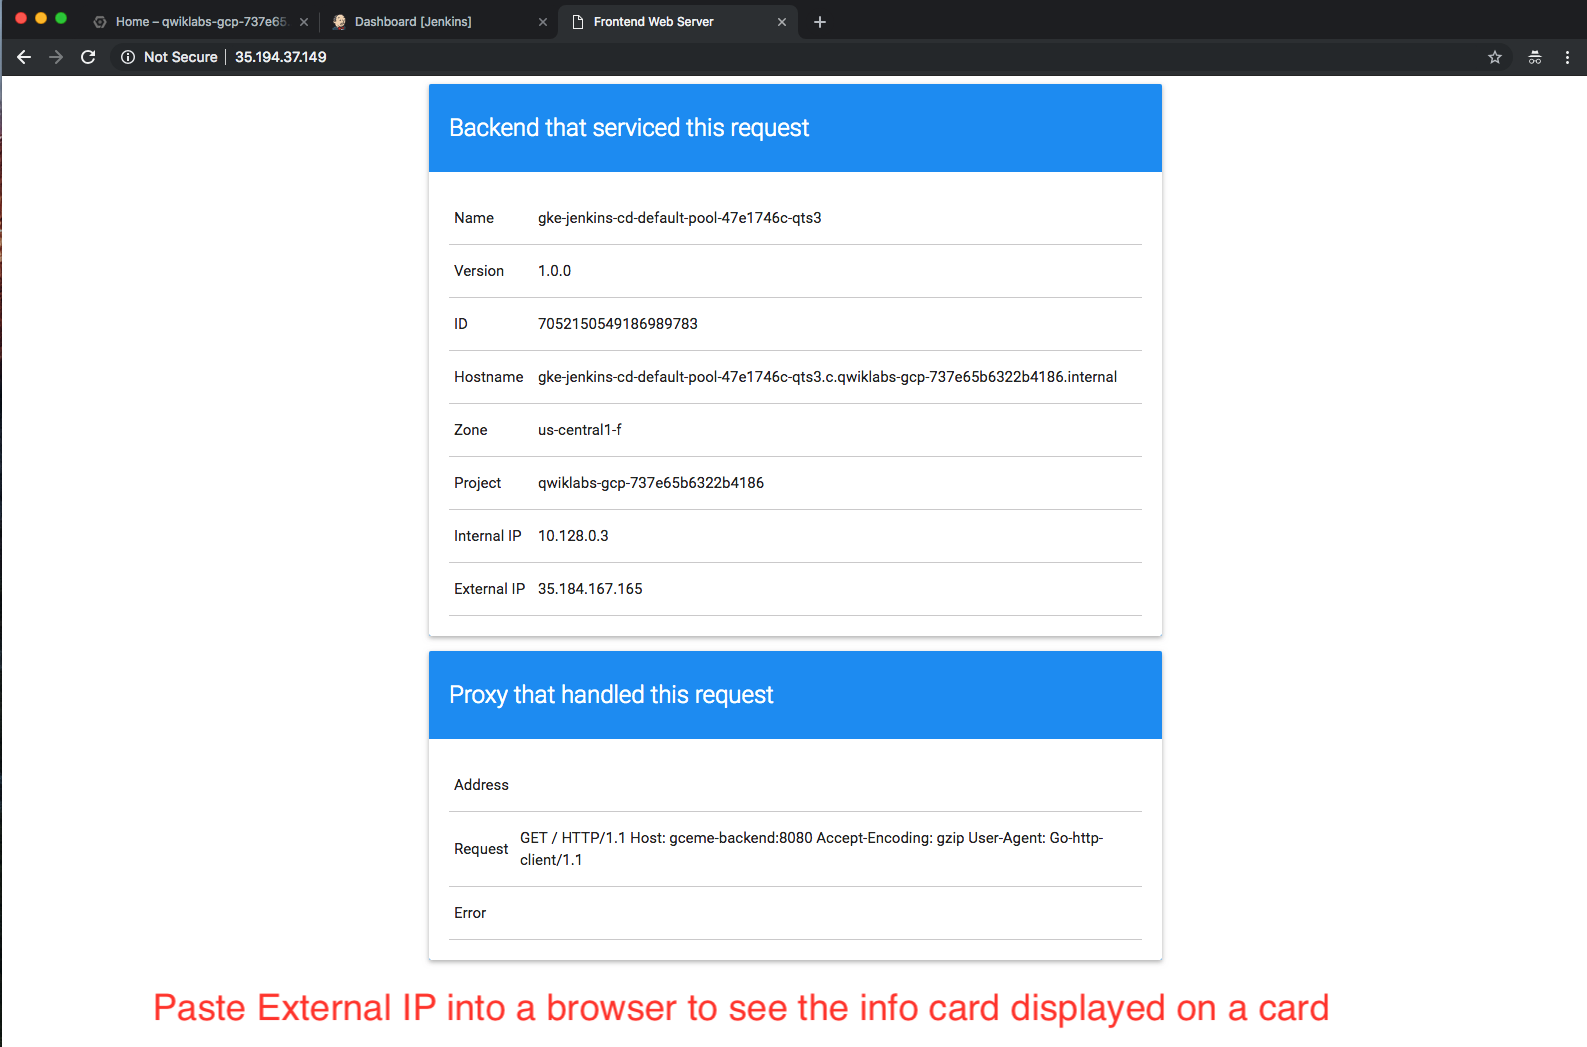 Home – qwiklabs-gcp-737e65
Dashboard [Jenkins]
Frontend Web Server
Not Secure | 35.194.37.149
Backend that serviced this request
Name gke-jenkins-cd-default-pool-47e1746c-qts3
Version 1.0.0
ID 7052150549186989783
Hostname gke-jenkins-cd-default-pool-47e1746c-qts3.c.qwiklabs-gcp-737e65b6322b4186.internal
Zone us-central1-f
Project qwiklabs-gcp-737e65b6322b4186
Internal IP 10.128.0.3
External IP 35.184.167.165
Proxy that handled this request
Address
Request GET / HTTP/1.1 Host: gceme-backend:8080 Accept-Encoding: gzip User-Agent: Go-http-
client/1.1
Error
Paste External IP into a browser to see the info card displayed on a card